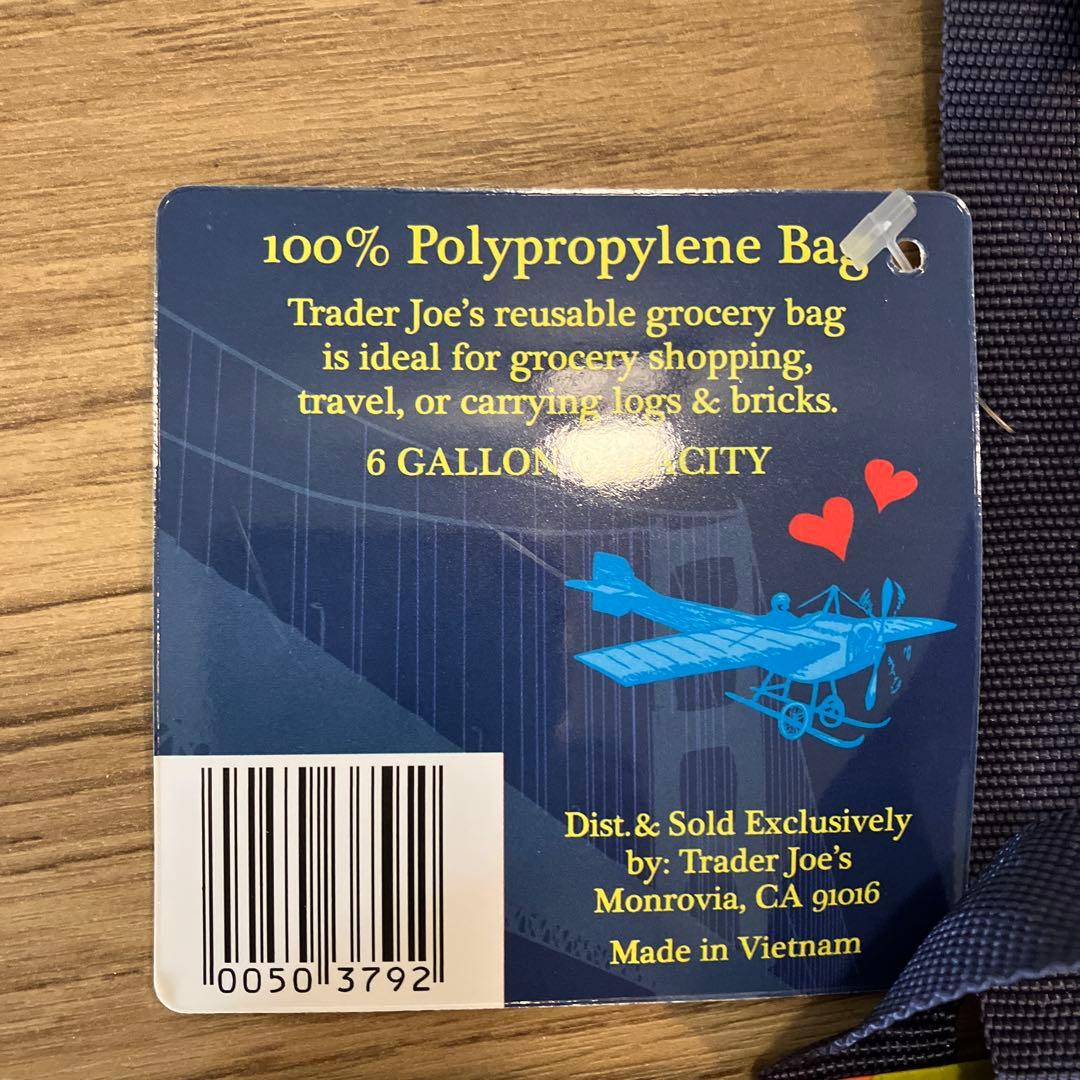 100% Polypropylene Bag
Trader Joe's reusable grocery bag
is ideal for grocery shopping,
travel, or carrying logs & bricks.
6 GALLON CAPACITY
Dist.& Sold Exclusively
by: Trader Joe's
Monrovia, CA 91016
Made in Vietnam
0050 3792